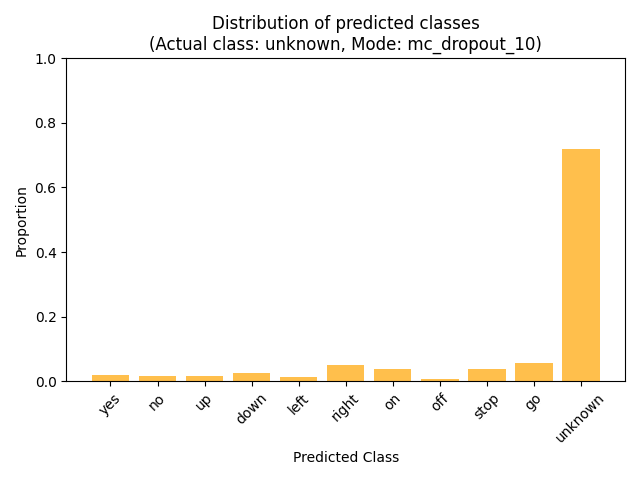 Distribution of predicted classes
(Actual class: unknown, Mode: mc_dropout_10)
1.0
0.8
0.6
0.4
0.2
0.0
Proportion
yes
no
up
down
left
right
on
off
stop
go
unknown
Predicted Class